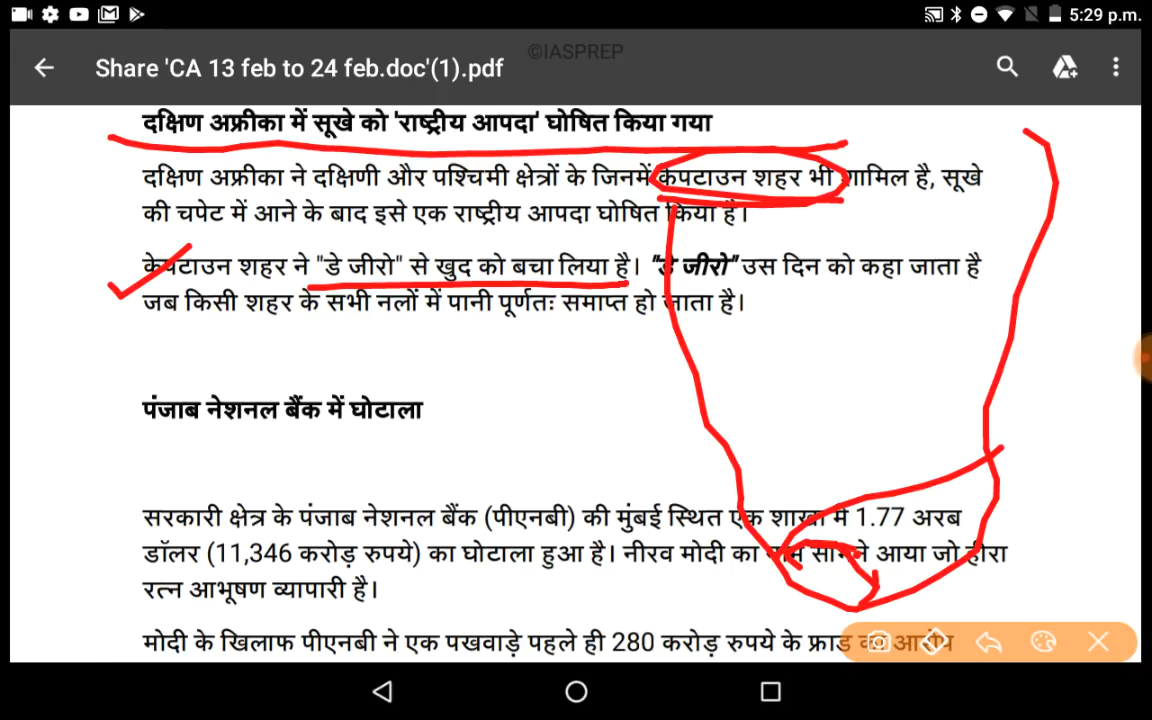 5:29 p.m.
©IASPREP
Share 'CA 13 feb to 24 feb.doc'(1).pdf
दक्षिण अफ्रीका में सूखे को 'राष्ट्रीय आपदा' घोषित किया गया
दक्षिण अफ्रीका ने दक्षिणी और पश्चिमी क्षेत्रों के जिनमें केपटाउन शहर भी शामिल है, सूखे
की चपेट में आने के बाद इसे एक राष्ट्रीय आपदा घोषित किया है।
केपटाउन शहर ने "डे जीरो" से खुद को बचा लिया है। "डे जीरो" उस दिन को कहा जाता है
जब किसी शहर के सभी नलों में पानी पूर्णतः समाप्त हो जाता है।
पंजाब नेशनल बैंक में घोटाला
सरकारी क्षेत्र के पंजाब नेशनल बैंक (पीएनबी) की मुंबई स्थित एक शाखा में 1.77 अरब
डॉलर (11,346 करोड़ रुपये) का घोटाला हुआ है। नीरव मोदी का नाम सामने आया जो हीरा
रत्न आभूषण व्यापारी है।
मोदी के खिलाफ पीएनबी ने एक पखवाड़े पहले ही 280 करोड़ रुपये के फ्राड का आरोप